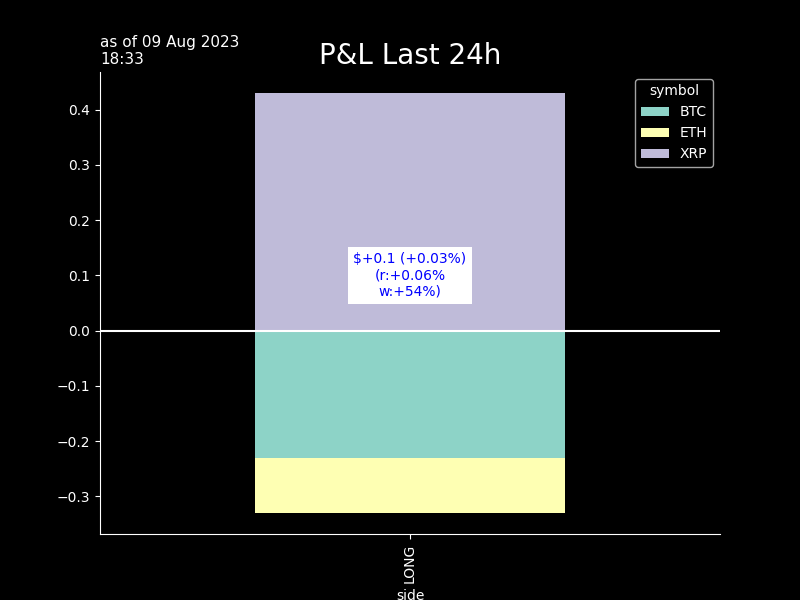 as of 09 Aug 2023
18:33
P&L Last 24h
symbol
BTC
ETH
XRP
0.4
0.3
0.2
0.1
0.0
−0.1
−0.2
−0.3
$+0.1 (+0.03%)
(r:+0.06%
w:+54%)
LONG
side